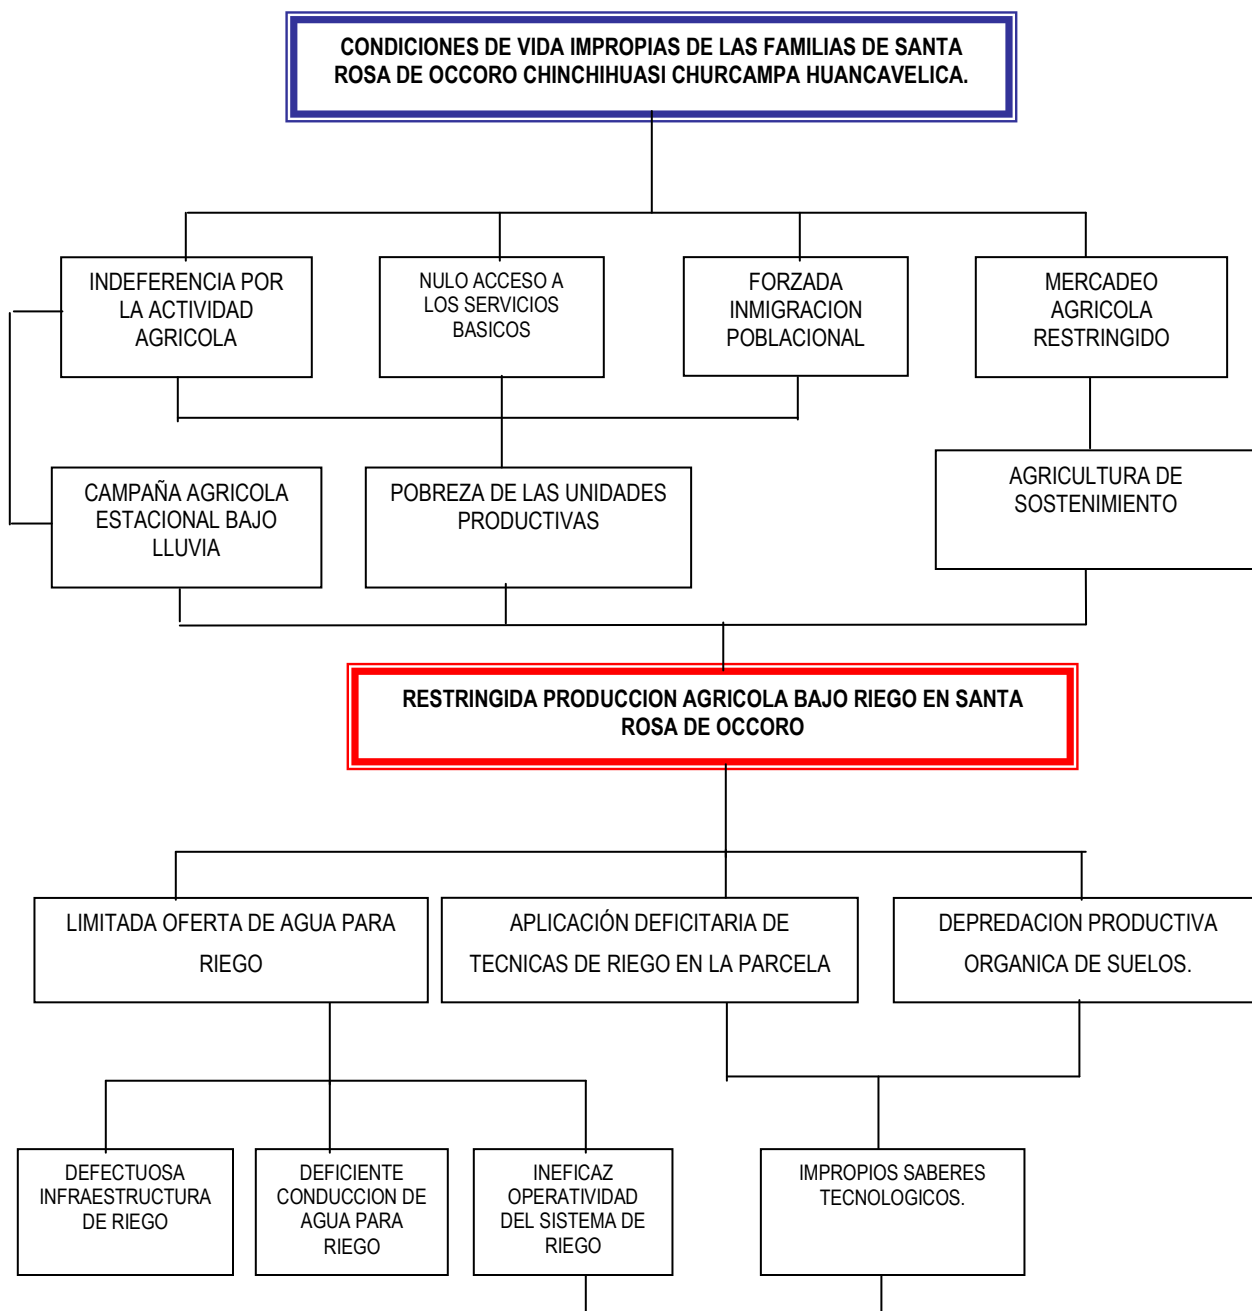 CONDICIONES DE VIDA IMPROPIAS DE LAS FAMILIAS DE SANTA
ROSA DE OCCORO CHINCHIHUASI CHURCAMPA HUANCAVELICA.
INDEFERENCIA POR
LA ACTIVIDAD
AGRICOLA
NULO ACCESO A
LOS SERVICIOS
BASICOS
FORZADA
INMIGRACION
POBLACIONAL
MERCADEO
AGRICOLA
RESTRINGIDO
CAMPAÑA AGRICOLA
ESTACIONAL BAJO
LLUVIA
POBREZA DE LAS UNIDADES
PRODUCTIVAS
AGRICULTURA DE
SOSTENIMIENTO
RESTRINGIDA PRODUCCION AGRICOLA BAJO RIEGO EN SANTA
ROSA DE OCCORO
LIMITADA OFERTA DE AGUA PARA
RIEGO
APLICACIÓN DEFICITARIA DE
TECNICAS DE RIEGO EN LA PARCELA
DEPREDACION PRODUCTIVA
ORGANICA DE SUELOS.
DEFECTUOSA
INFRAESTRUCTURA
DE RIEGO
DEFICIENTE
CONDUCCION DE
AGUA PARA
RIEGO
INEFICAZ
OPERATIVIDAD
DEL SISTEMA DE
RIEGO
IMPROPIOS SABERES
TECNOLOGICOS.